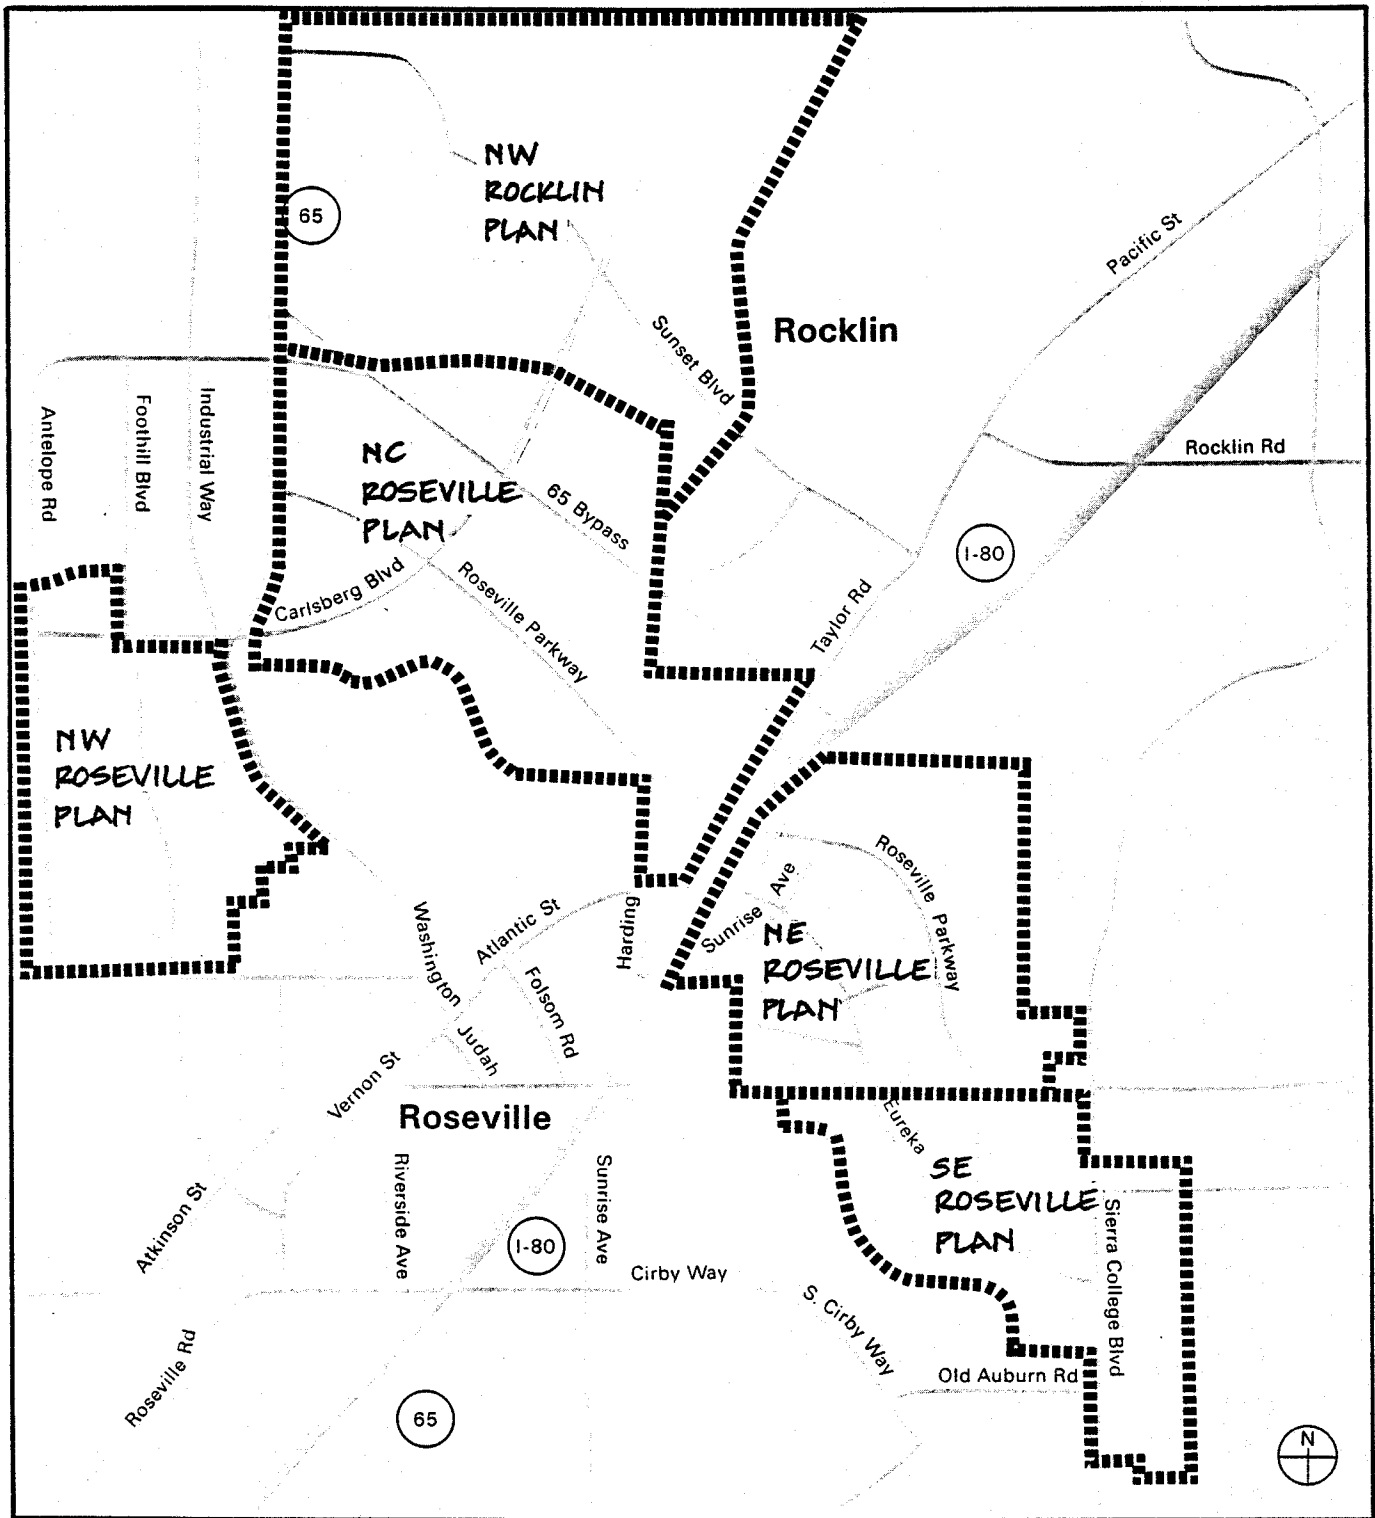 NW
ROCKLIN
PLAN
65
Pacific St
Rocklin
Sunset Blvd
Antelope Rd
Foothill Blvd
Industrial Way
NC
ROSEVILLE
PLAN
65 Bypass
Rocklin Rd
I-80
Carlsberg Blvd
Roseville Parkway
Taylor Rd
NW
ROSEVILLE
PLAN
Roseville Parkway
Sunrise Ave
NE
ROSEVILLE
PLAN
Harding
Atlantic St
Washington
Folsom Rd
Judah
Vernon St
Roseville
Eureka
SE
ROSEVILLE
PLAN
Sierra College Blvd
Atkinson St
Riverside Ave
I-80
Sunrise Ave
Cirby Way
S. Cirby Way
Old Auburn Rd
Roseville Rd
65
N